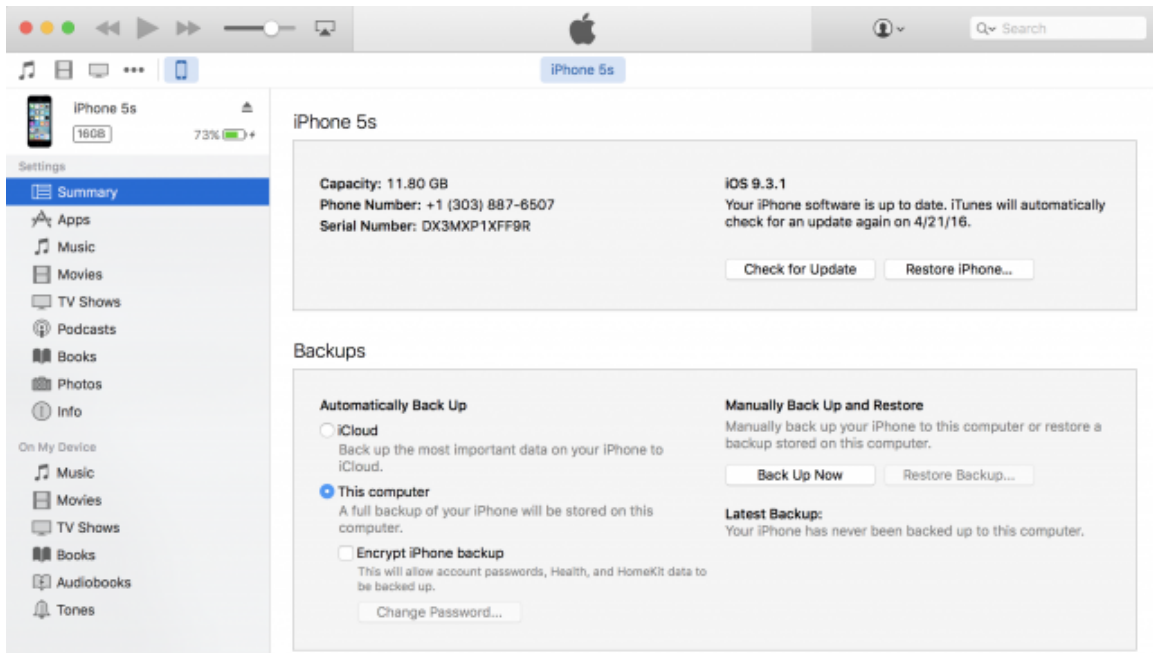 Search
iPhone 5s
iPhone 5s
16GB
73%
Settings
Summary
Apps
Music
Movies
TV Shows
Podcasts
Books
Photos
Info
On My Device
Music
Movies
TV Shows
Books
Audiobooks
Tones
iPhone 5s
Capacity: 11.80 GB
Phone Number: +1 (303) 887-6507
Serial Number: DX3MXP1XFF9R
iOS 9.3.1
Your iPhone software is up to date. iTunes will automatically
check for an update again on 4/21/16.
Check for Update
Restore iPhone...
Backups
Automatically Back Up
iCloud
Back up the most important data on your iPhone to
iCloud.
This computer
A full backup of your iPhone will be stored on this
computer.
Encrypt iPhone backup
This will allow account passwords, Health, and HomeKit data to
be backed up.
Change Password...
Manually Back Up and Restore
Manually back up your iPhone to this computer or restore a
backup stored on this computer.
Back Up Now
Restore Backup...
Latest Backup:
Your iPhone has never been backed up to this computer.